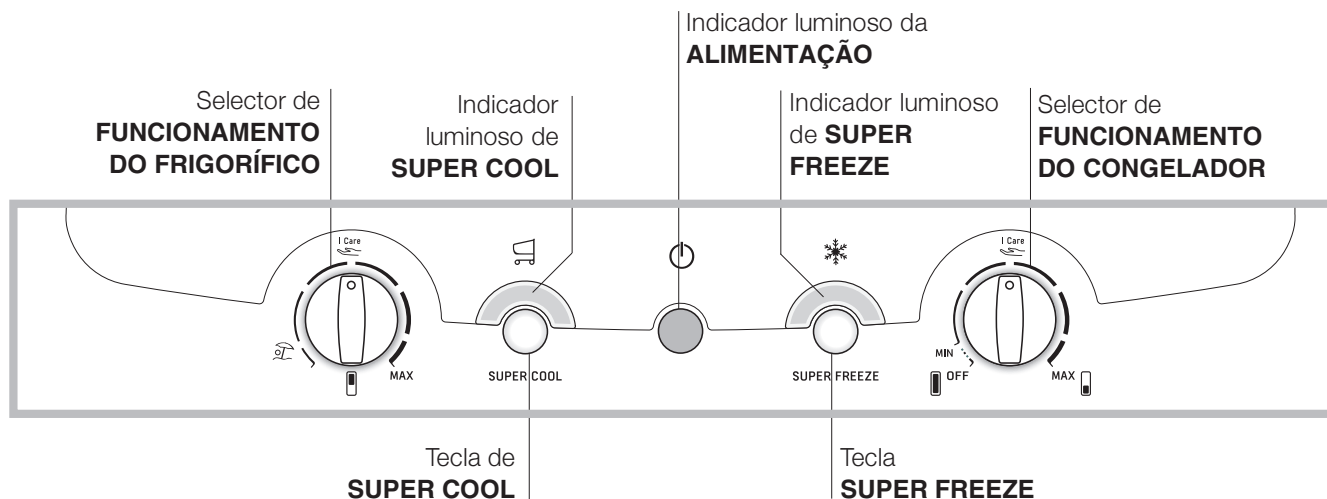 Indicador luminoso da
ALIMENTAÇÃO
Selector de
FUNCIONAMENTO
DO FRIGORÍFICO
Indicador
luminoso de
SUPER COOL
Indicador luminoso
de SUPER
FREEZE
Selector de
FUNCIONAMENTO
DO CONGELADOR
I Care
I Care
MAX
SUPER COOL
SUPER FREEZE
MIN
OFF
MAX
Tecla de
SUPER COOL
Tecla
SUPER FREEZE